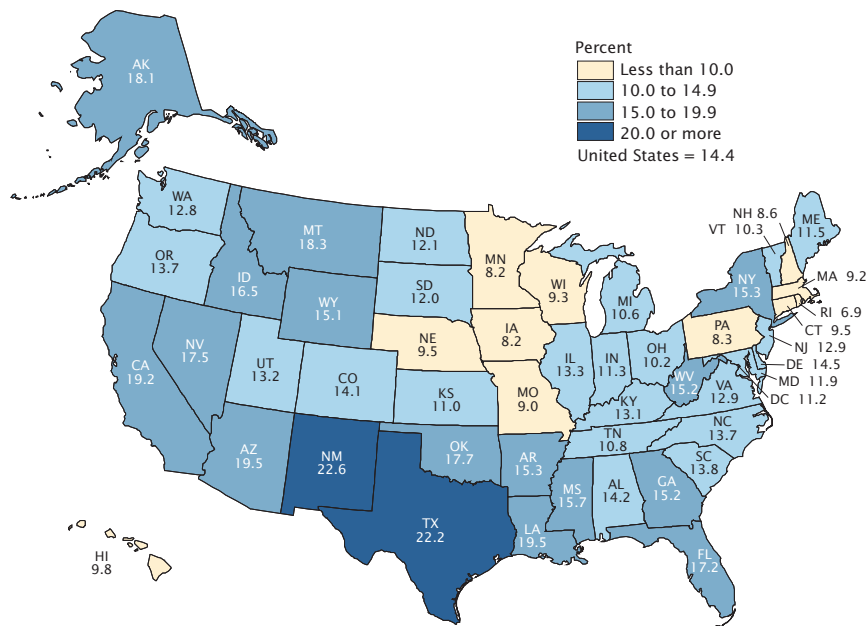 AK
18.1
Percent
Less than 10.0
10.0 to 14.9
15.0 to 19.9
20.0 or more
United States = 14.4
WA
12.8
OR
13.7
CA
19.2
NV
17.5
ID
16.5
MT
18.3
WY
15.1
UT
13.2
CO
14.1
AZ
19.5
NM
22.6
ND
12.1
SD
12.0
NE
9.5
KS
11.0
OK
17.7
TX
22.2
MN
8.2
IA
8.2
MO
9.0
AR
15.3
LA
19.5
WI
9.3
IL
13.3
MI
10.6
IN
11.3
OH
10.2
KY
13.1
TN
10.8
MS
15.7
AL
14.2
GA
15.2
FL
17.2
SC
13.8
NC
13.7
VA
12.9
WV
15.2
PA
8.3
NY
15.3
VT 10.3
NH 8.6
ME
11.5
MA 9.2
RI 6.9
CT 9.5
NJ 12.9
DE 14.5
MD 11.9
DC 11.2
HI
9.8